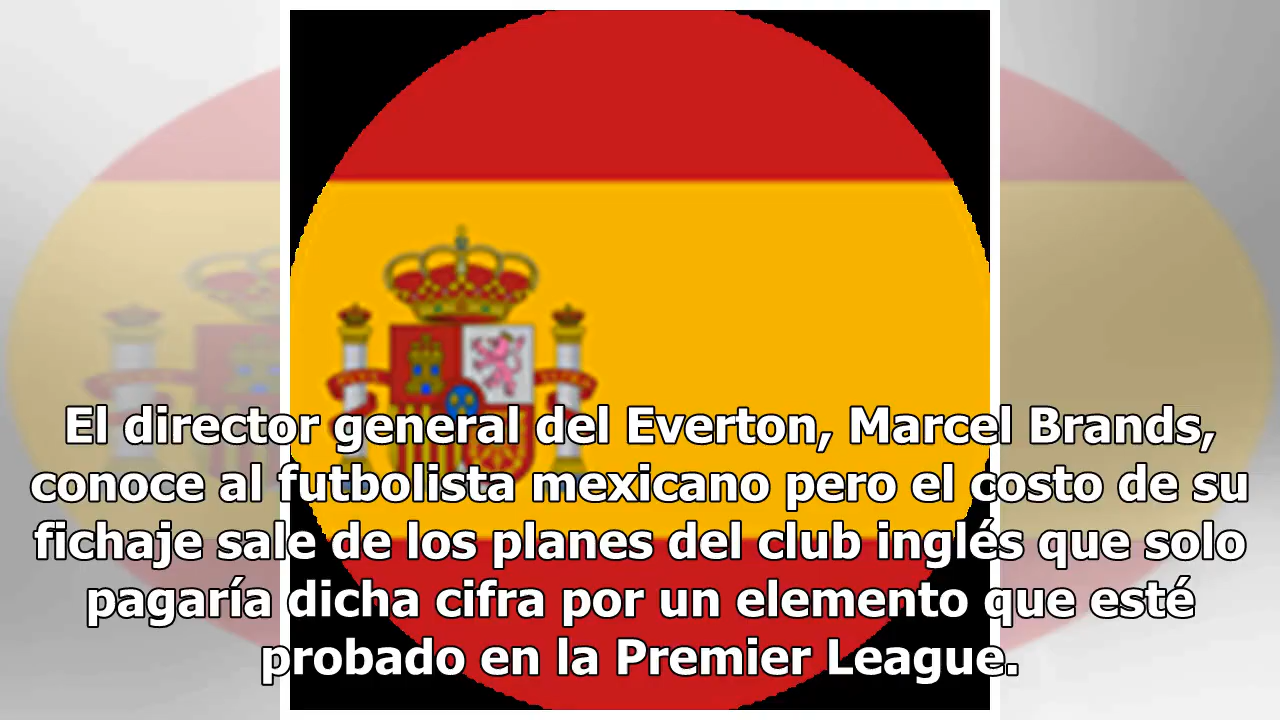 El director general del Everton, Marcel Brands,
conoce al futbolista mexicano pero el costo de su
fichaje sale de los planes del club inglés que solo
pagaría dicha cifra por un elemento que esté
probado en la Premier League.